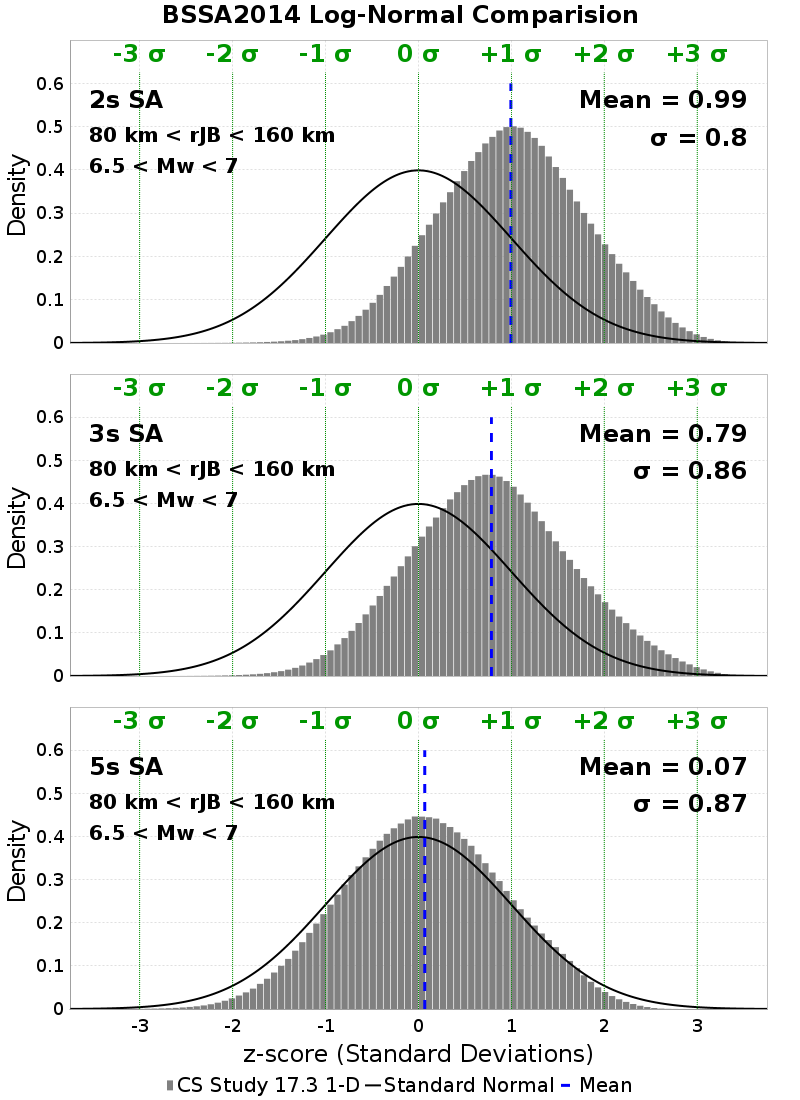 BSSA2014 Log-Normal Comparision
-3 σ -2 σ -1 σ 0 σ +1 σ +2 σ +3 σ
0.6
2s SA Mean = 0.99
0.5
80 km < rJB < 160 km σ = 0.8
6.5 < Mw < 7
0.4
0.3
0.2
0.1
0
Density
-3 σ -2 σ -1 σ 0 σ +1 σ +2 σ +3 σ
0.6
3s SA Mean = 0.79
0.5
80 km < rJB < 160 km σ = 0.86
6.5 < Mw < 7
0.4
0.3
0.2
0.1
0
Density
-3 σ -2 σ -1 σ 0 σ +1 σ +2 σ +3 σ
0.6
5s SA Mean = 0.07
0.5
80 km < rJB < 160 km σ = 0.87
6.5 < Mw < 7
0.4
0.3
0.2
0.1
0
Density
-3 -2 -1 0 1 2 3
z-score (Standard Deviations)
CS Study 17.3 1-D Standard Normal Mean